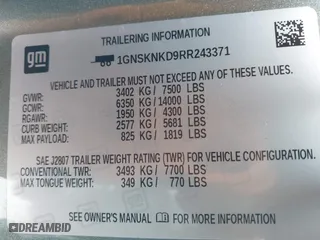 gm
TRAILERING INFORMATION
1GNSKNKD9RR243371
VEHICLE AND TRAILER MUST NOT EXCEED ANY OF THESE
GVWR: 3402 KG/ 7500 LBS
GCWR: 6350 KG/14000 LBS
RGAWR: 1950 KG/ 4300 LBS
CURB WEIGHT: 2577 KG/ 5681 LBS
MAX PAYLOAD: 825 KG/ 1819 LBS
SAE J2807 TRAILER WEIGHT RATING (TWR) FOR VEHICLE CONFIGURATION.
CONVENTIONAL TWR: 3493 KG/ 7700 LBS
MAX TONGUE WEIGHT: 349 KG/ 770 LBS
SEE OWNER'S MANUAL FOR MORE INFORMATION
DREAMBID
dreambid.com